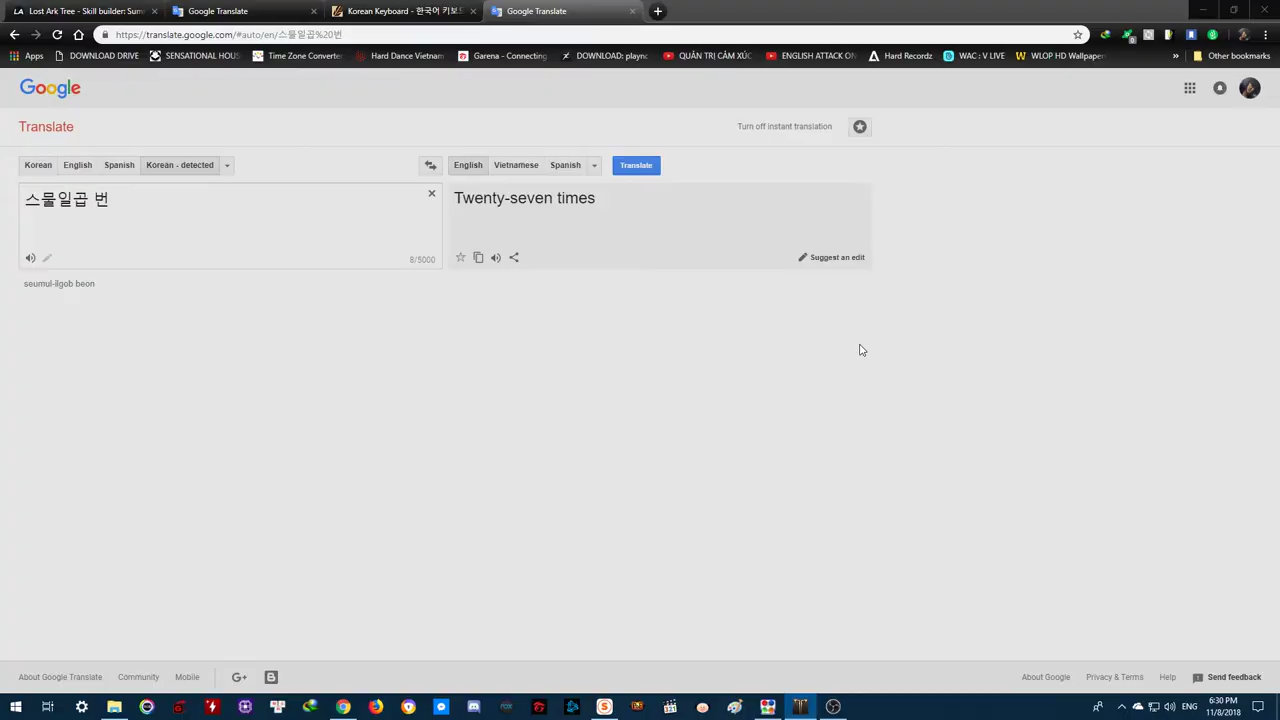 Lost Ark Tree - Skill builder: Sum
Google Translate
Korean Keyboard - 한국어 키보드
Google Translate
https://translate.google.com/#auto/en/스물일곱%20번
Apps
DOWNLOAD DRIVE
SENSATIONAL HOUS
Time Zone Converter
Hard Dance Vietnam
Garena - Connecting
DOWNLOAD: plaync
QUẢN TRỊ CẢM XÚC
ENGLISH ATTACK ON
Hard Recordz
WAC : V LIVE
WLOP HD Wallpaper
»
Other bookmarks
Google
Translate
Turn off instant translation
Korean
English
Spanish
Korean - detected
English
Vietnamese
Spanish
Translate
스물일곱 번
Twenty-seven times
8/5000
Suggest an edit
seumul-ilgob beon
About Google Translate
Community
Mobile
G+
About Google
Privacy & Terms
Help
Send feedback
ENG
6:30 PM
11/8/2018